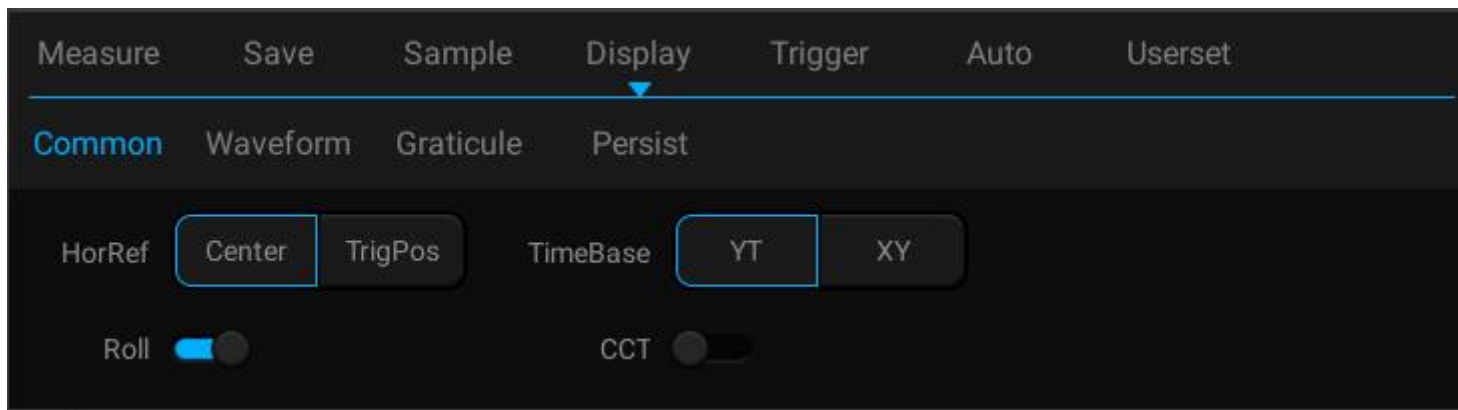 Measure Save Sample Display Trigger Auto Userset
Common Waveform Graticule Persist
HorRef Center TrigPos TimeBase YT XY
Roll CCT